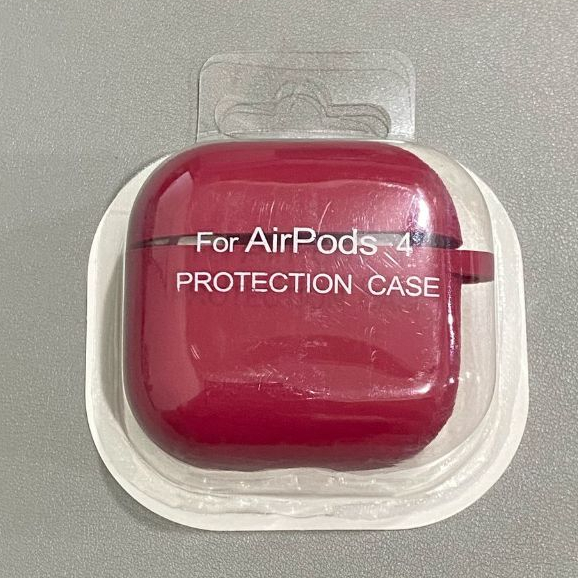 For AirPods 4
PROTECTION CASE